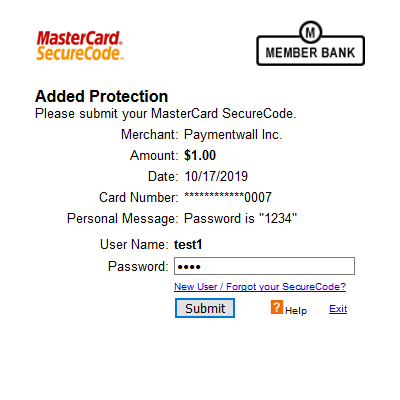 MasterCard.
SecureCode™
M
MEMBER BANK
Added Protection
Please submit your MasterCard SecureCode.
Merchant: Paymentwall Inc.
Amount: $1.00
Date: 10/17/2019
Card Number: ************0007
Personal Message: Password is "1234"
User Name: test1
Password: ••••
New User / Forgot your SecureCode?
Submit ? Help Exit